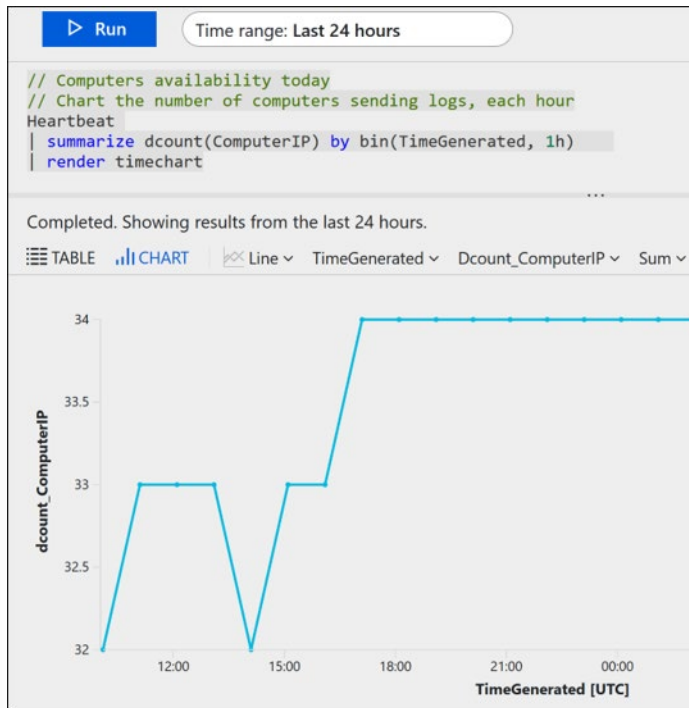 Run
Time range: Last 24 hours
// Computers availability today
// Chart the number of computers sending logs, each hour
Heartbeat
| summarize dcount(ComputerIP) by bin(TimeGenerated, 1h)
| render timechart
...
Completed. Showing results from the last 24 hours.
TABLE CHART Line TimeGenerated Dcount_ComputerIP Sum
34
33.5
33
32.5
32
dcount_ComputerIP
12:00 15:00 18:00 21:00 00:00
TimeGenerated [UTC]